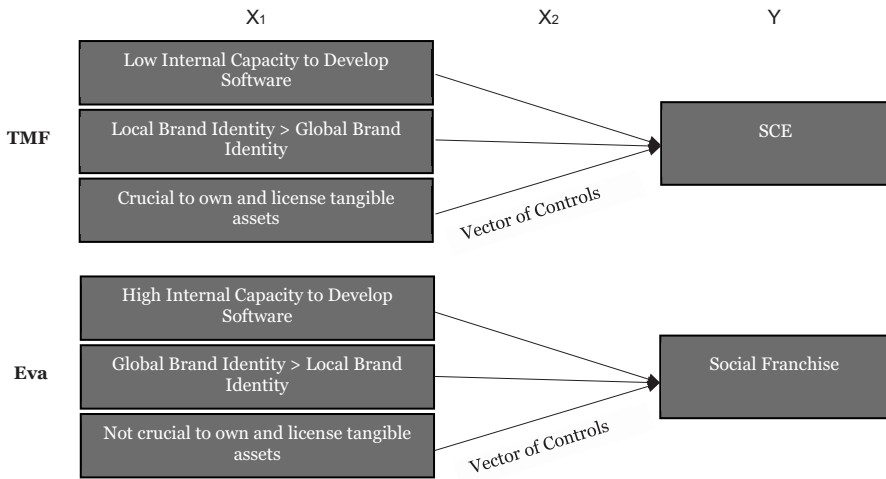 X1 X2 Y
Low Internal Capacity to Develop
Software
TMF
Local Brand Identity > Global Brand
Identity
SCE
Crucial to own and license tangible
assets
Vector of Controls
High Internal Capacity to Develop
Software
Eva
Global Brand Identity > Local Brand
Identity
Social Franchise
Not crucial to own and license tangible
assets
Vector of Controls